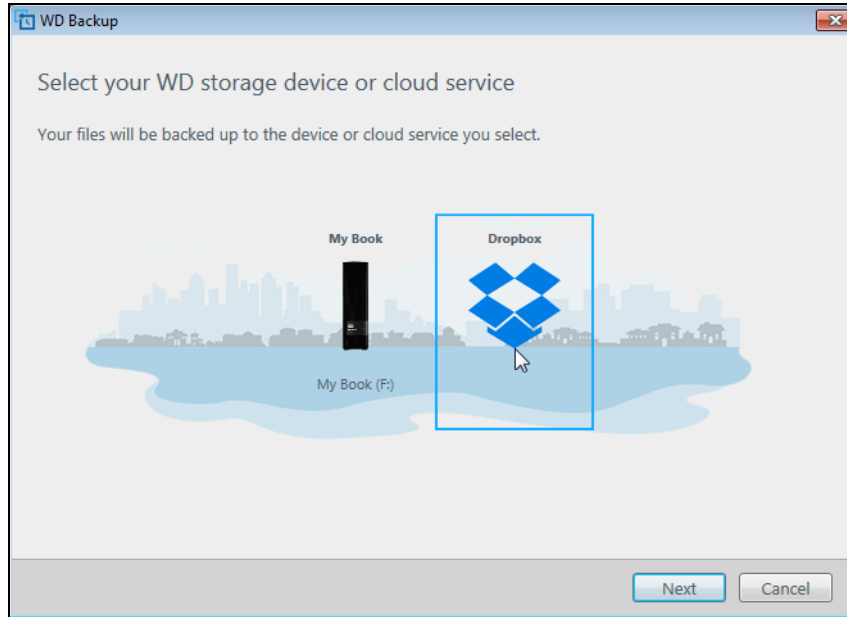 WD Backup
Select your WD storage device or cloud service
Your files will be backed up to the device or cloud service you select.
My Book
Dropbox
My Book (F:)
Next
Cancel